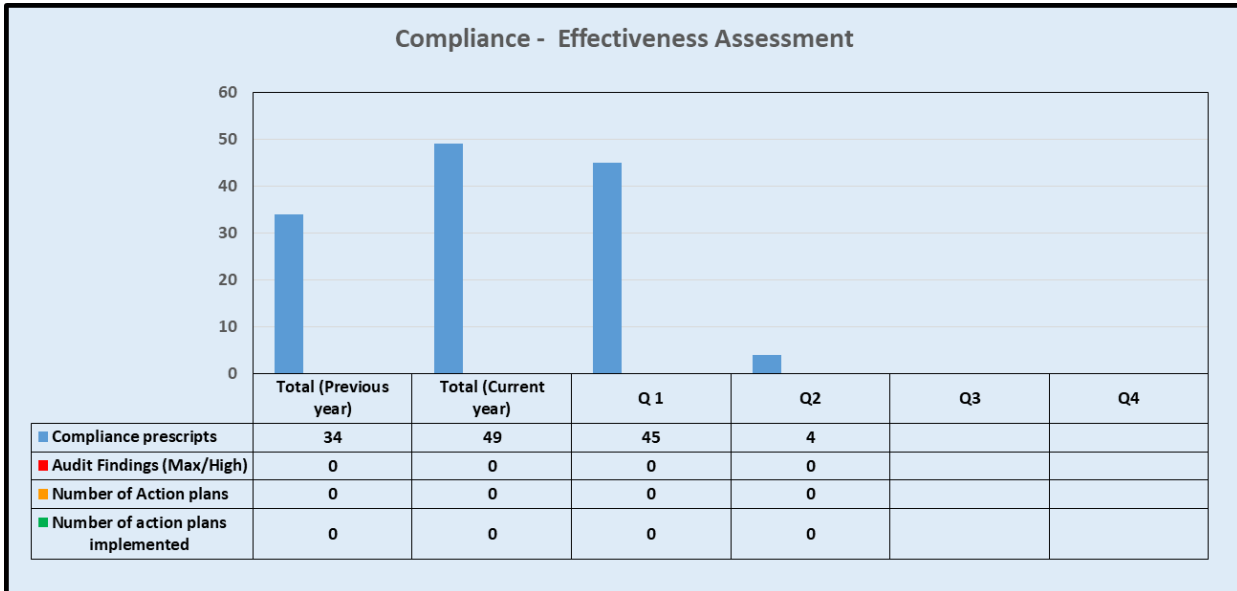 Compliance - Effectiveness Assessment
60
50
40
30
20
10
0
Total (Previous year) Total (Current year) Q 1 Q2 Q3 Q4
Compliance prescripts 34 49 45 4
Audit Findings (Max/High) 0 0 0 0
Number of Action plans 0 0 0 0
Number of action plans
implemented 0 0 0 0